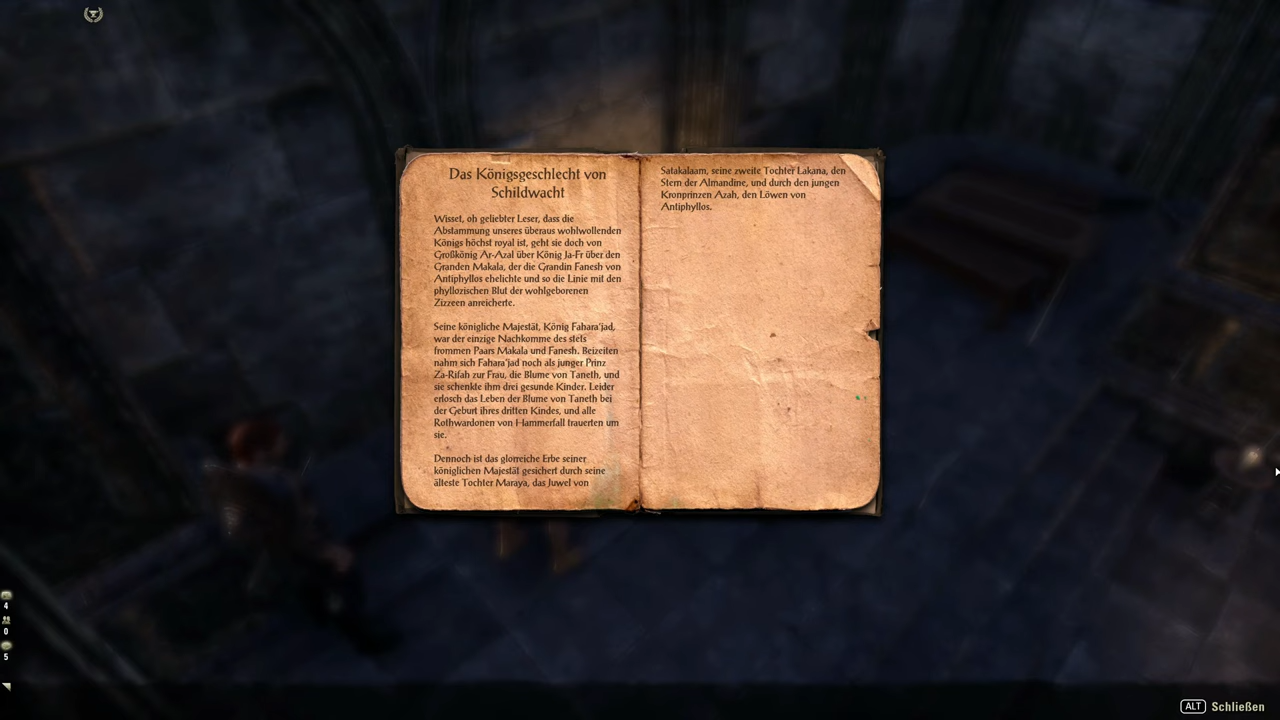 Das Königsgeschlecht von
Schildwacht
Wisset, oh geliebter Leser, dass die
Abstammung unseres überaus wohlwollenden
Königs höchst royal ist, geht sie doch von
Großkönig Ar-Azal über König Ja-Fr über den
Granden Makala, der die Grandin Fanesh von
Antiphyllos ehelichte und so die Linie mit den
phyllozischen Blut der wohlgeborenen
Zizzeen anreicherte.
Seine königliche Majestät, König Fahara'jad,
war der einzige Nachkomme des stets
frommen Paars Makala und Fanesh. Beizeiten
nahm sich Fahara'jad noch als junger Prinz
Za-Rifah zur Frau, die Blume von Taneth, und
sie schenkte ihm drei gesunde Kinder. Leider
erlosch das Leben der Blume von Taneth bei
der Geburt ihres dritten Kindes, und alle
Rothwardonen von Hammerfall trauerten um
sie.
Dennoch ist das glorreiche Erbe seiner
königlichen Majestät gesichert durch seine
älteste Tochter Maraya, das Juwel von
Satakalaam, seine zweite Tochter Lakana, den
Stern der Almandine, und durch den jungen
Kronprinzen Azah, den Löwen von
Antiphyllos.
4
0
5
ALT Schließen